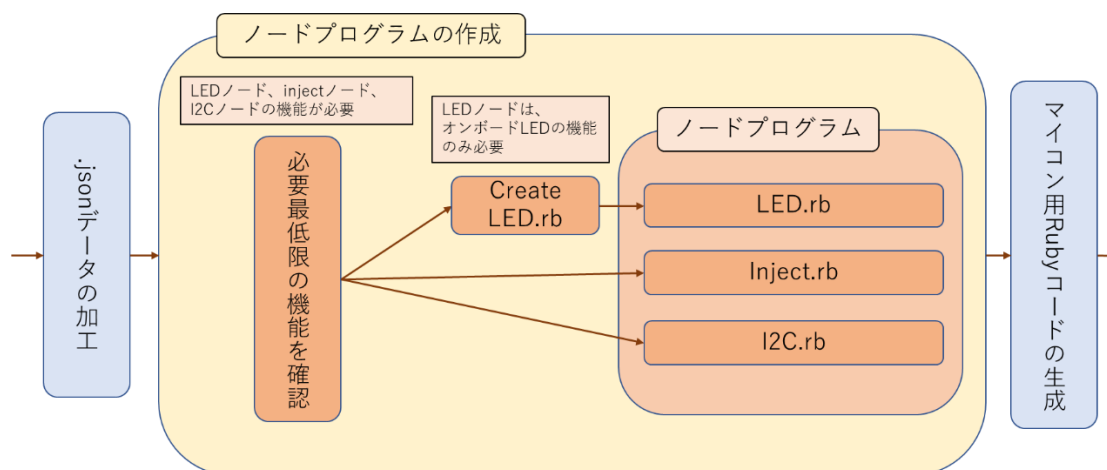 ノードプログラムの作成
LEDノード、injectノード、
I2Cノードの機能が必要
LEDノードは、
オンボードLEDの機能
のみ必要
.jsonデータの加工
必要最低限の機能を確認
Create
LED.rb
ノードプログラム
LED.rb
Inject.rb
I2C.rb
マイコン用Rubyコードの生成